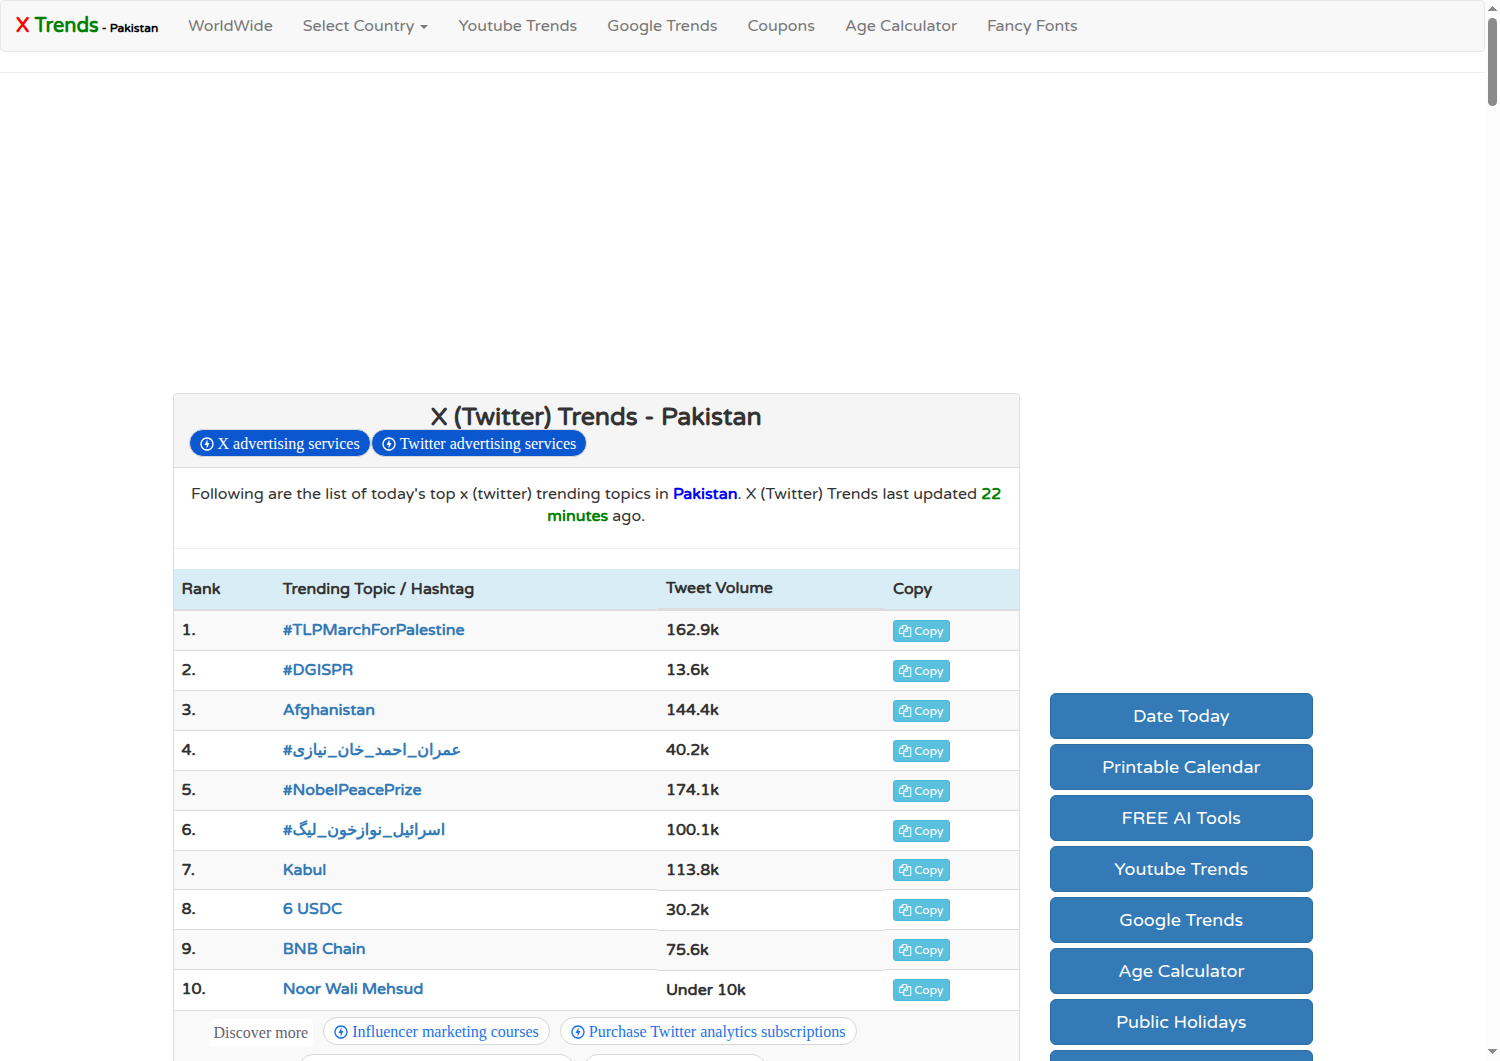 X Trends - Pakistan WorldWide Select Country Youtube Trends Google Trends Coupons Age Calculator Fancy Fonts
X (Twitter) Trends - Pakistan
X advertising services Twitter advertising services
Following are the list of today's top x (twitter) trending topics in Pakistan. X (Twitter) Trends last updated 22
minutes ago.
Rank Trending Topic / Hashtag Tweet Volume Copy
1. #TLPMarchForPalestine 162.9k Copy
2. #DGISPR 13.6k Copy
3. Afghanistan 144.4k Copy
4. #عمران_احمد_خان_نیازی 40.2k Copy
5. #NobelPeacePrize 174.1k Copy
6. #اسرائیل_نوازخون_لیگ 100.1k Copy
7. Kabul 113.8k Copy
8. 6 USDC 30.2k Copy
9. BNB Chain 75.6k Copy
10. Noor Wali Mehsud Under 10k Copy
Discover more Influencer marketing courses Purchase Twitter analytics subscriptions
Date Today
Printable Calendar
FREE AI Tools
Youtube Trends
Google Trends
Age Calculator
Public Holidays